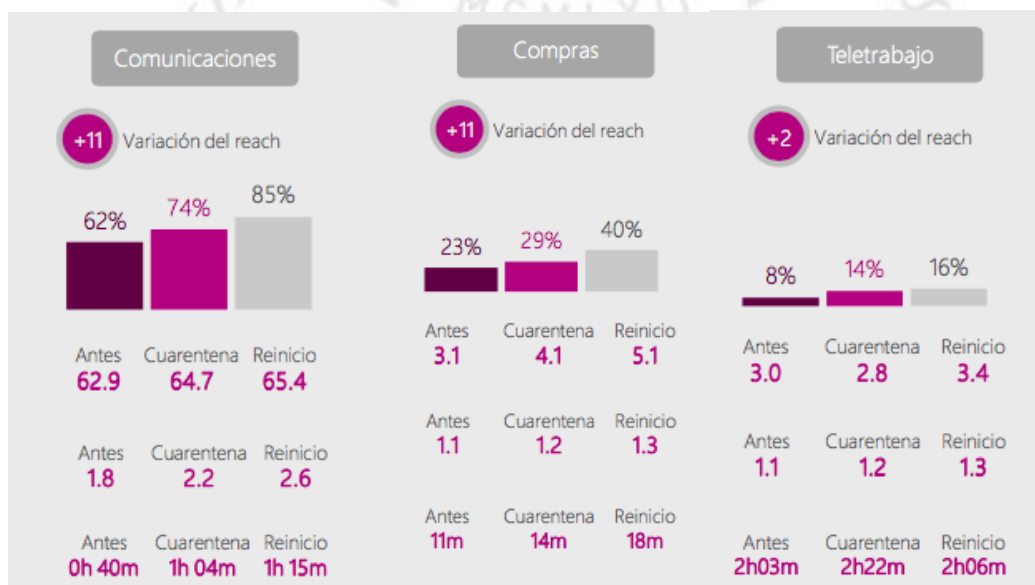 Comunicaciones
+11 Variación del reach
62% 74% 85%
Antes Cuarentena Reinicio
62.9 64.7 65.4
Antes Cuarentena Reinicio
1.8 2.2 2.6
Antes Cuarentena Reinicio
0h 40m 1h 04m 1h 15m
Compras
+11 Variación del reach
23% 29% 40%
Antes Cuarentena Reinicio
3.1 4.1 5.1
Antes Cuarentena Reinicio
1.1 1.2 1.3
Antes Cuarentena Reinicio
11m 14m 18m
Teletrabajo
+2 Variación del reach
8% 14% 16%
Antes Cuarentena Reinicio
3.0 2.8 3.4
Antes Cuarentena Reinicio
1.1 1.2 1.3
Antes Cuarentena Reinicio
2h03m 2h22m 2h06m